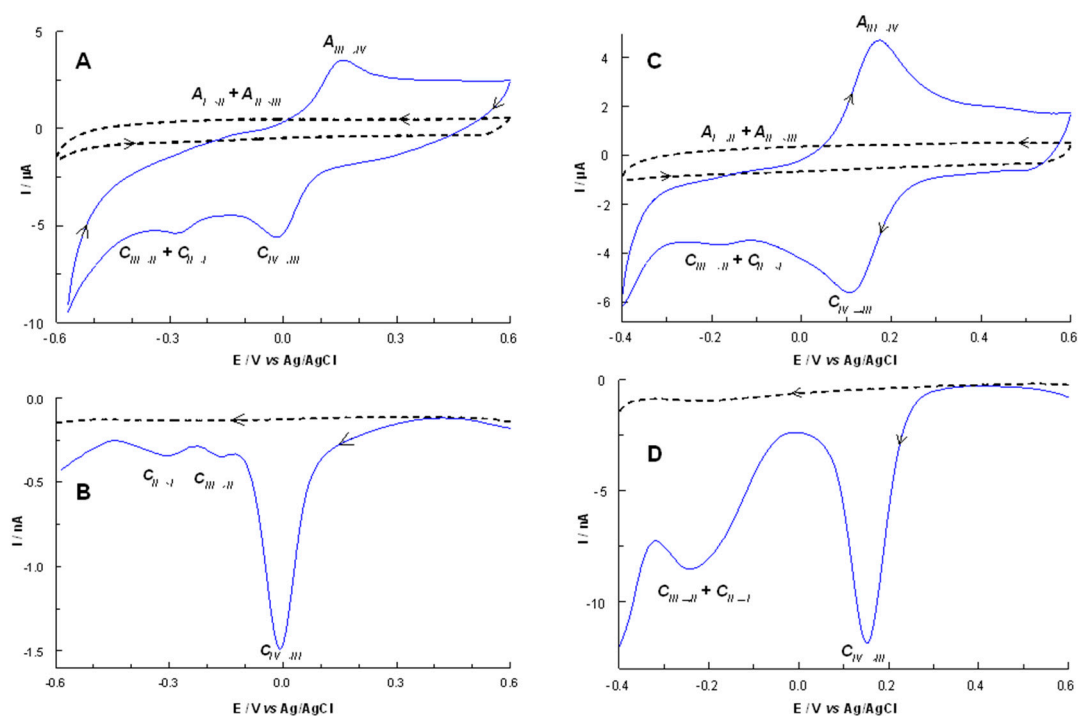 A
A III→IV
A I→II + A II→III
C III→II + C II→I
C IV→III
I / µA
5
0
-5
-10
-0.6
-0.3
0.0
0.3
0.6
E / V vs Ag/AgCl
C
A III→IV
A I→II + A II→III
C III→II + C II→I
C IV→III
I / µA
4
2
0
-2
-4
-6
-0.4
-0.2
0.0
0.2
0.4
0.6
E / V vs Ag/AgCl
B
C II→I
C III→II
C IV→III
I / nA
0.0
-0.5
-1.0
-1.5
-0.6
-0.3
0.0
0.3
0.6
E / V vs Ag/AgCl
D
C III→II + C II→I
C IV→III
I / nA
0
-5
-10
-0.4
-0.2
0.0
0.2
0.4
0.6
E / V vs Ag/AgCl